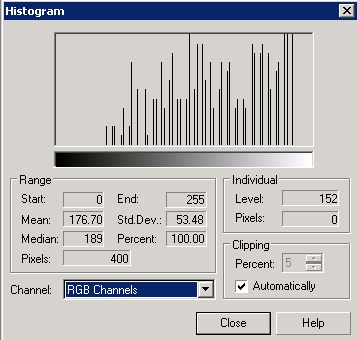 Histogram
Range
Start: 0 End: 255
Mean: 176.70 Std.Dev.: 53.48
Median: 189 Percent: 100.00
Pixels: 400
Individual
Level: 152
Pixels: 0
Clipping
Percent: 5
Automatically
Channel: RGB Channels
Close Help